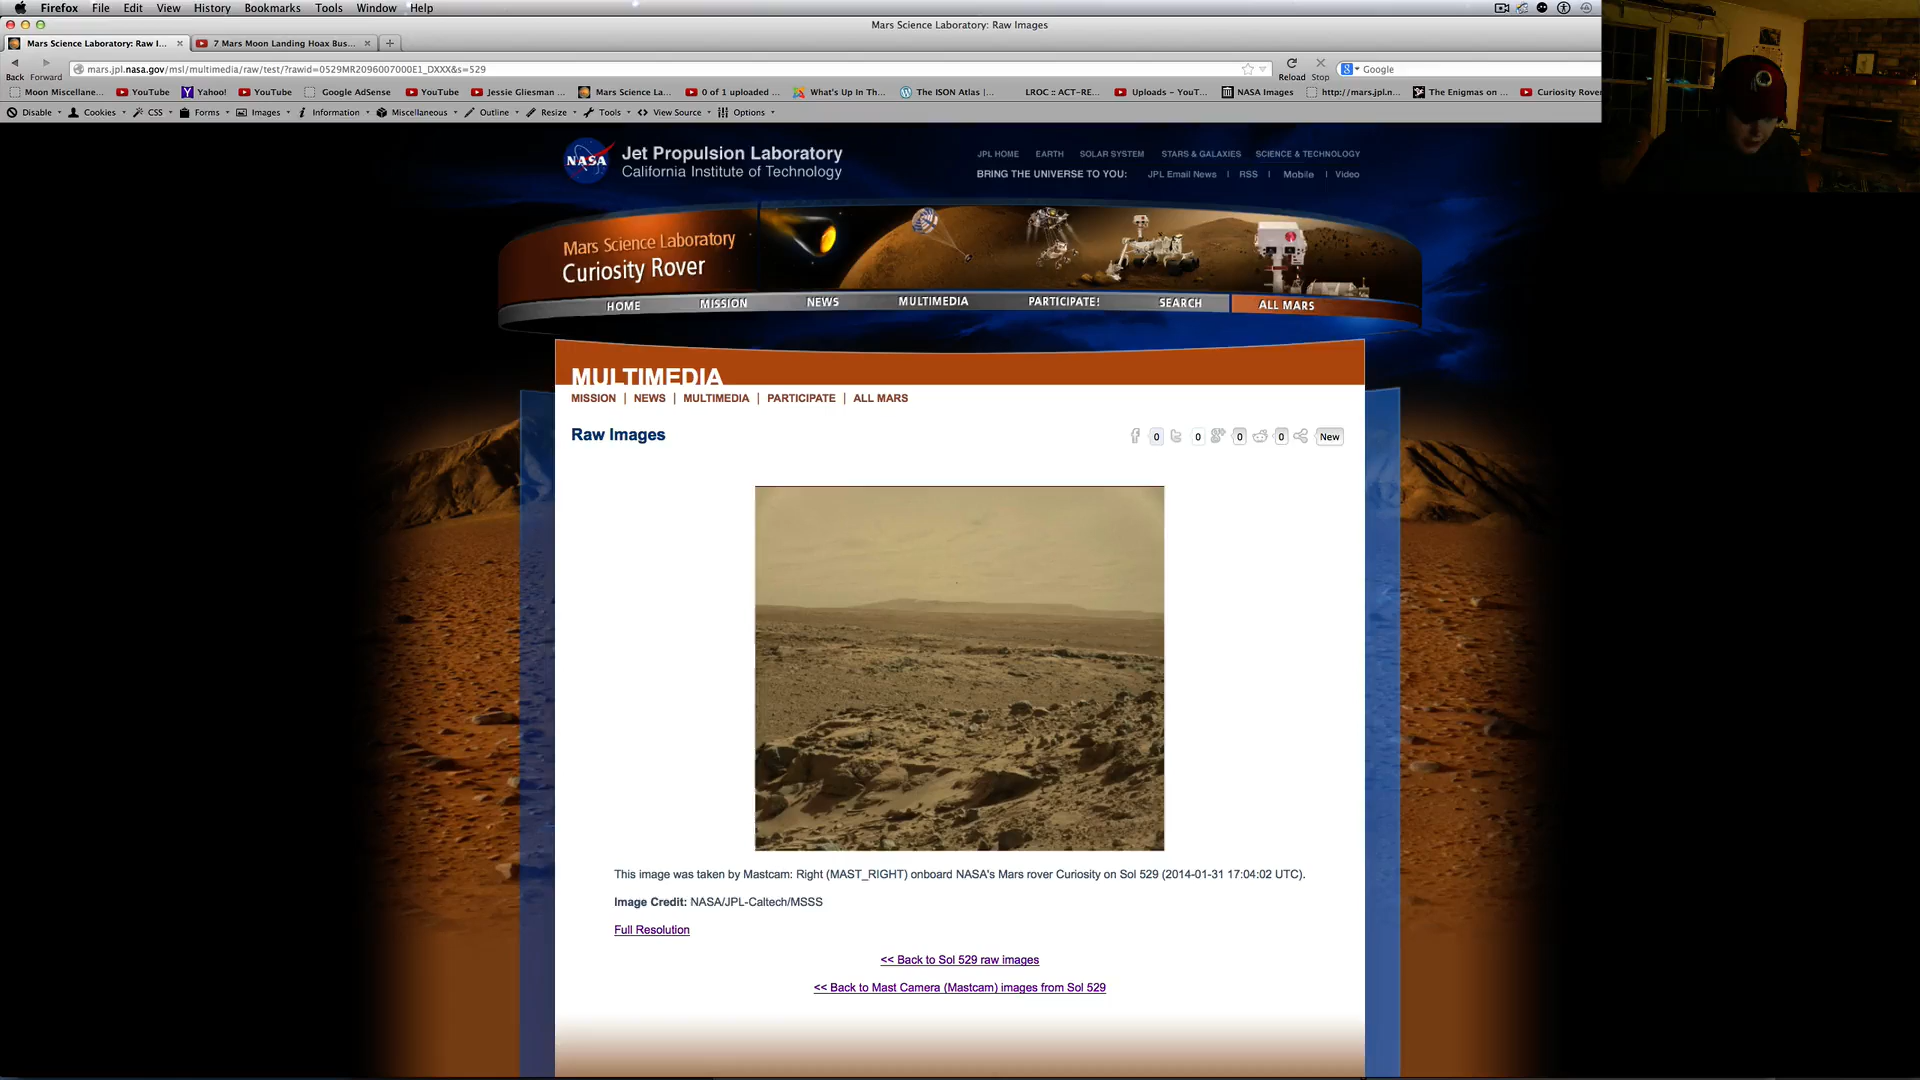 Firefox File Edit View History Bookmarks Tools Window Help
Mars Science Laboratory: Raw Images
Mars Science Laboratory: Raw I... 7 Mars Moon Landing Hoax Bus...
mars.jpl.nasa.gov/msl/multimedia/raw/test/?rawid=0529MR2096007000E1_DXXX&s=529 Google
Back Forward Reload Stop
Moon Miscellane... YouTube Yahoo! YouTube Google AdSense YouTube Jessie Gliesman ... Mars Science La... 0 of 1 uploaded ... What's Up In Th... The ISON Atlas |... LROC :: ACT-RE... Uploads - YouT... NASA Images http://mars.jpl.n... The Enigmas on ... Curiosity Rove
Disable Cookies CSS Forms Images Information Miscellaneous Outline Resize Tools View Source Options
NASA
Jet Propulsion Laboratory
California Institute of Technology
JPL HOME EARTH SOLAR SYSTEM STARS & GALAXIES SCIENCE & TECHNOLOGY
BRING THE UNIVERSE TO YOU: JPL Email News | RSS | Mobile | Video
Mars Science Laboratory
Curiosity Rover
HOME MISSION NEWS MULTIMEDIA PARTICIPATE! SEARCH ALL MARS
MULTIMEDIA
MISSION | NEWS | MULTIMEDIA | PARTICIPATE | ALL MARS
Raw Images
0 0 0 0 New
This image was taken by Mastcam: Right (MAST_RIGHT) onboard NASA's Mars rover Curiosity on Sol 529 (2014-01-31 17:04:02 UTC).
Image Credit: NASA/JPL-Caltech/MSSS
Full Resolution
<< Back to Sol 529 raw images
<< Back to Mast Camera (Mastcam) images from Sol 529